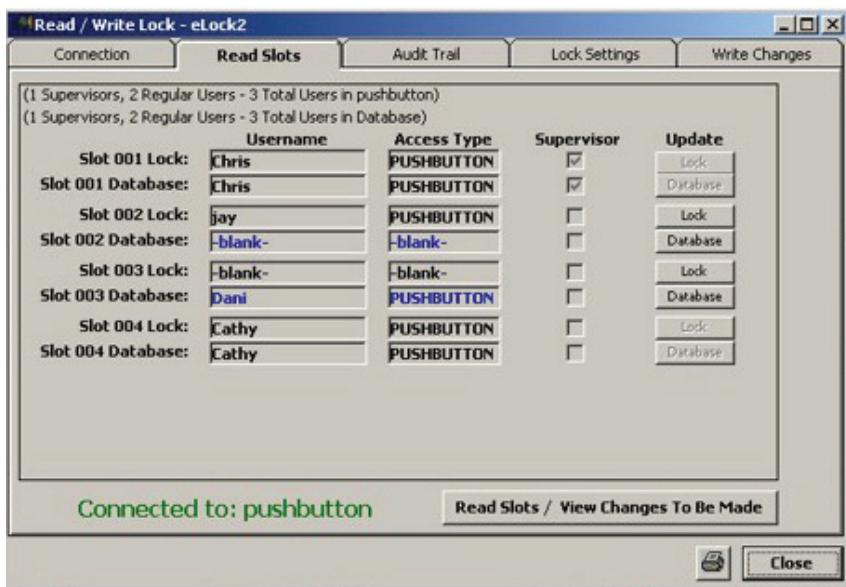 Read / Write Lock - eLock2
Connection Read Slots Audit Trail Lock Settings Write Changes
(1 Supervisors, 2 Regular Users - 3 Total Users in pushbutton)
(1 Supervisors, 2 Regular Users - 3 Total Users in Database)
Username Access Type Supervisor Update
Slot 001 Lock: Chris PUSHBUTTON Lock
Slot 001 Database: Chris PUSHBUTTON Database
Slot 002 Lock: jay PUSHBUTTON Lock
Slot 002 Database: -blank- -blank- Database
Slot 003 Lock: -blank- -blank- Lock
Slot 003 Database: Dani PUSHBUTTON Database
Slot 004 Lock: Cathy PUSHBUTTON Lock
Slot 004 Database: Cathy PUSHBUTTON Database
Connected to: pushbutton Read Slots / View Changes To Be Made
Close